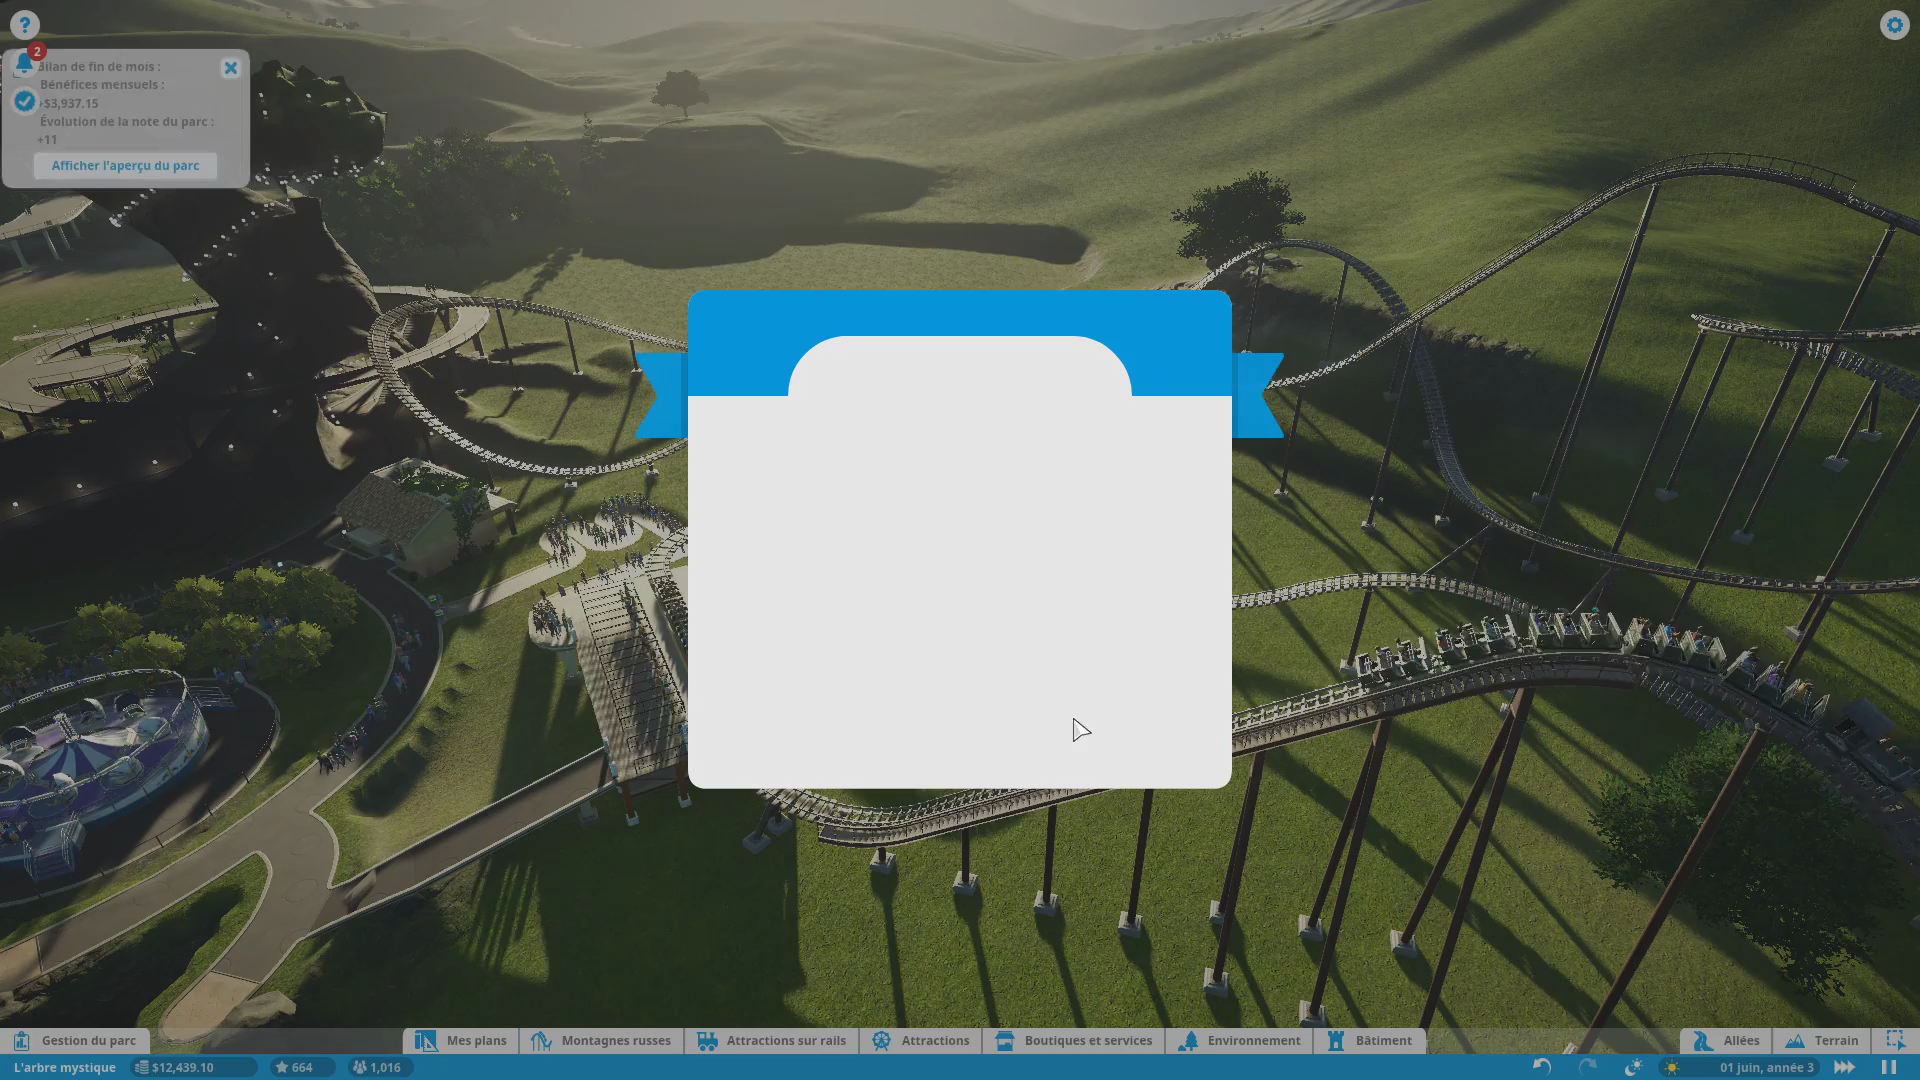 ?
2
Bilan de fin de mois :
Bénéfices mensuels :
+$3,937.15
Évolution de la note du parc :
+11
Afficher l'aperçu du parc
Gestion du parc
Mes plans
Montagnes russes
Attractions sur rails
Attractions
Boutiques et services
Environnement
Bâtiment
Allées
Terrain
L'arbre mystique
$12,439.10
664
1,016
01 juin, année 3